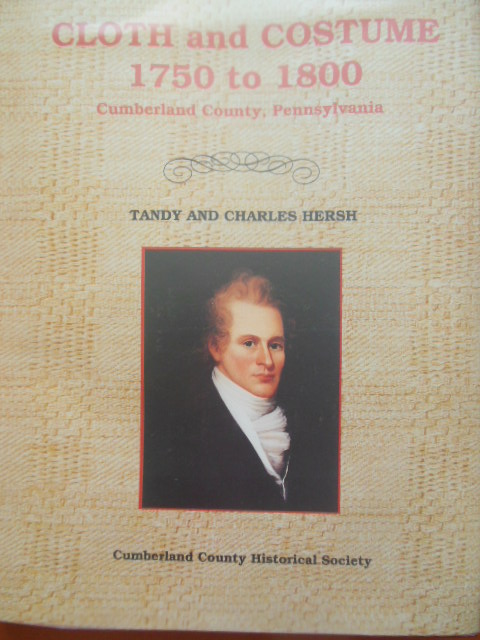 CLOTH and COSTUME
1750 to 1800
Cumberland County, Pennsylvania
TANDY AND CHARLES HERSH
Cumberland County Historical Society